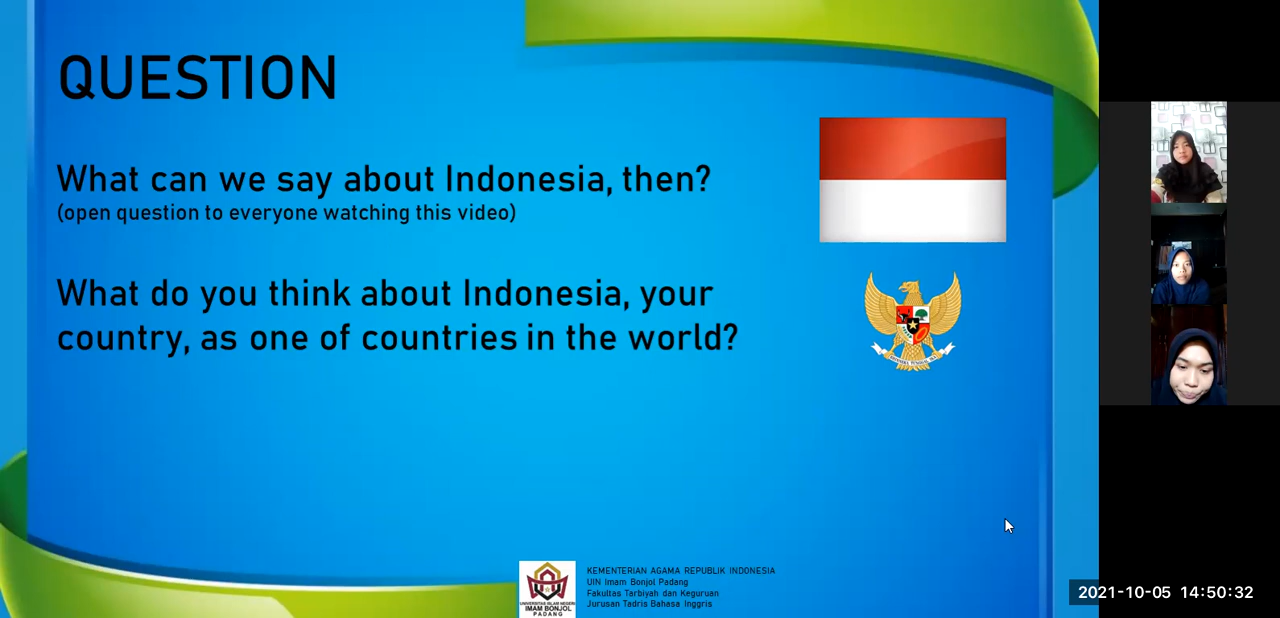 QUESTION
What can we say about Indonesia, then?
(open question to everyone watching this video)
What do you think about Indonesia, your
country, as one of countries in the world?
UNIVERSITAS ISLAM NEGERI
IMAM BONJOL
PADANG
KEMENTERIAN AGAMA REPUBLIK INDONESIA
UIN Imam Bonjol Padang
Fakultas Tarbiyah dan Keguruan
Jurusan Tadris Bahasa Inggris
2021-10-05 14:50:32